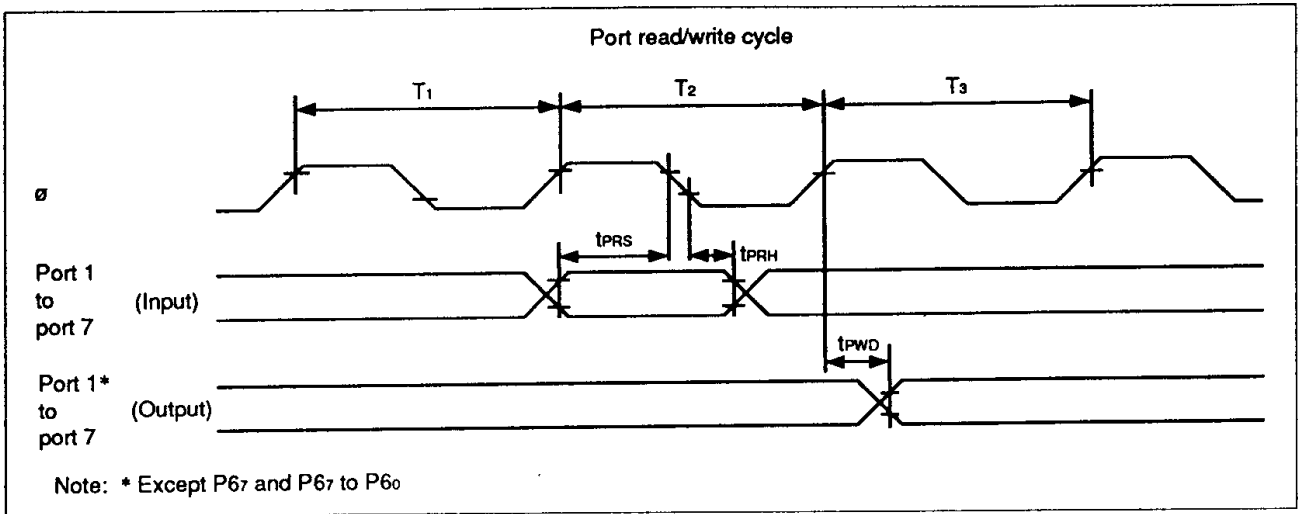 Port read/write cycle
T1 T2 T3
ø
tPRS tPRH
Port 1
to (Input)
port 7
tPWD
Port 1*
to (Output)
port 7
Note: * Except P67 and P67 to P60